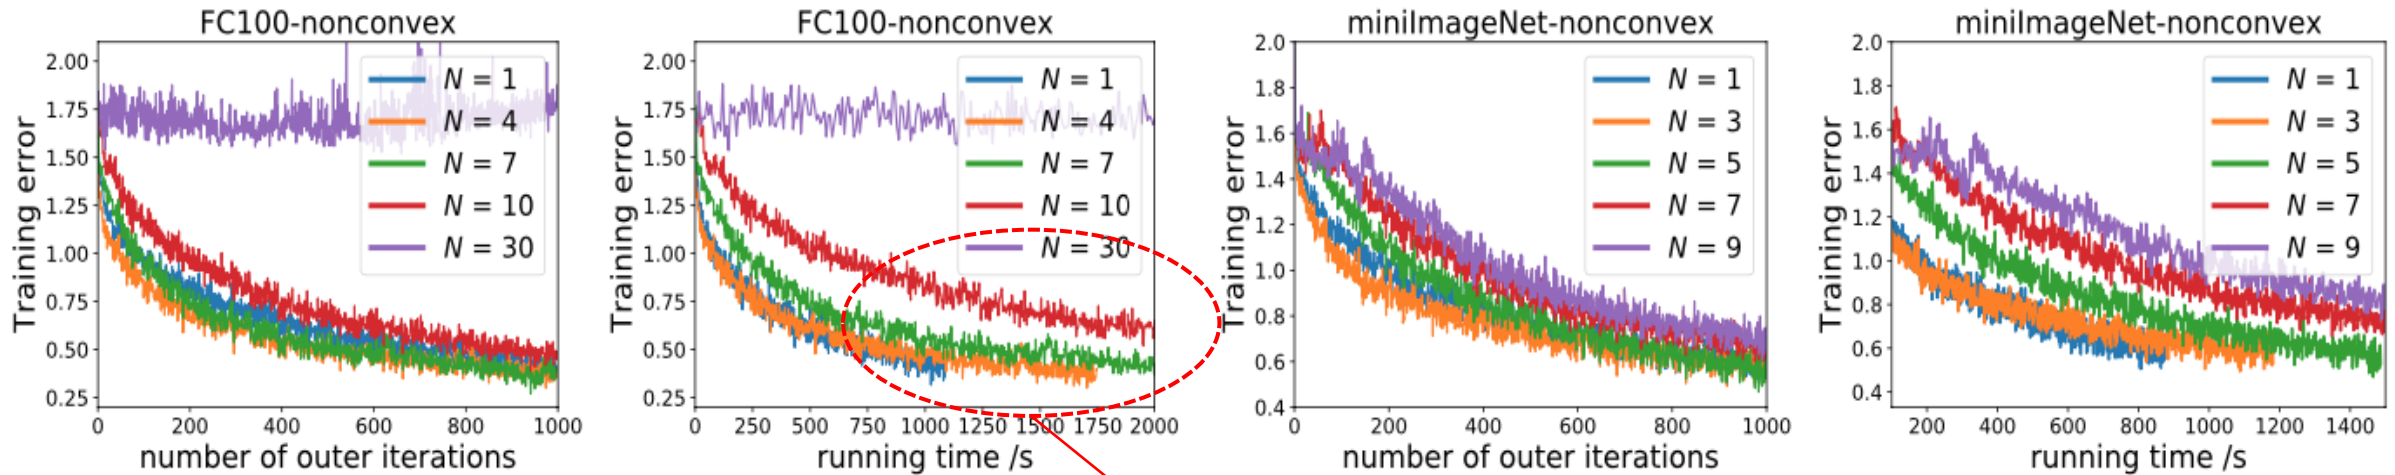 FC100-nonconvex
2.00
1.75
1.50
1.25
1.00
0.75
0.50
0.25
Training error
N = 1
N = 4
N = 7
N = 10
N = 30
0 200 400 600 800 1000
number of outer iterations
FC100-nonconvex
2.00
1.75
1.50
1.25
1.00
0.75
0.50
0.25
Training error
N = 1
N = 4
N = 7
N = 10
N = 30
0 250 500 750 1000 1250 1500 1750 2000
running time /s
miniImageNet-nonconvex
2.0
1.8
1.6
1.4
1.2
1.0
0.8
0.6
0.4
Training error
N = 1
N = 3
N = 5
N = 7
N = 9
0 200 400 600 800 1000
number of outer iterations
miniImageNet-nonconvex
2.0
1.8
1.6
1.4
1.2
1.0
0.8
0.6
0.4
Training error
N = 1
N = 3
N = 5
N = 7
N = 9
200 400 600 800 1000 1200 1400
running time /s